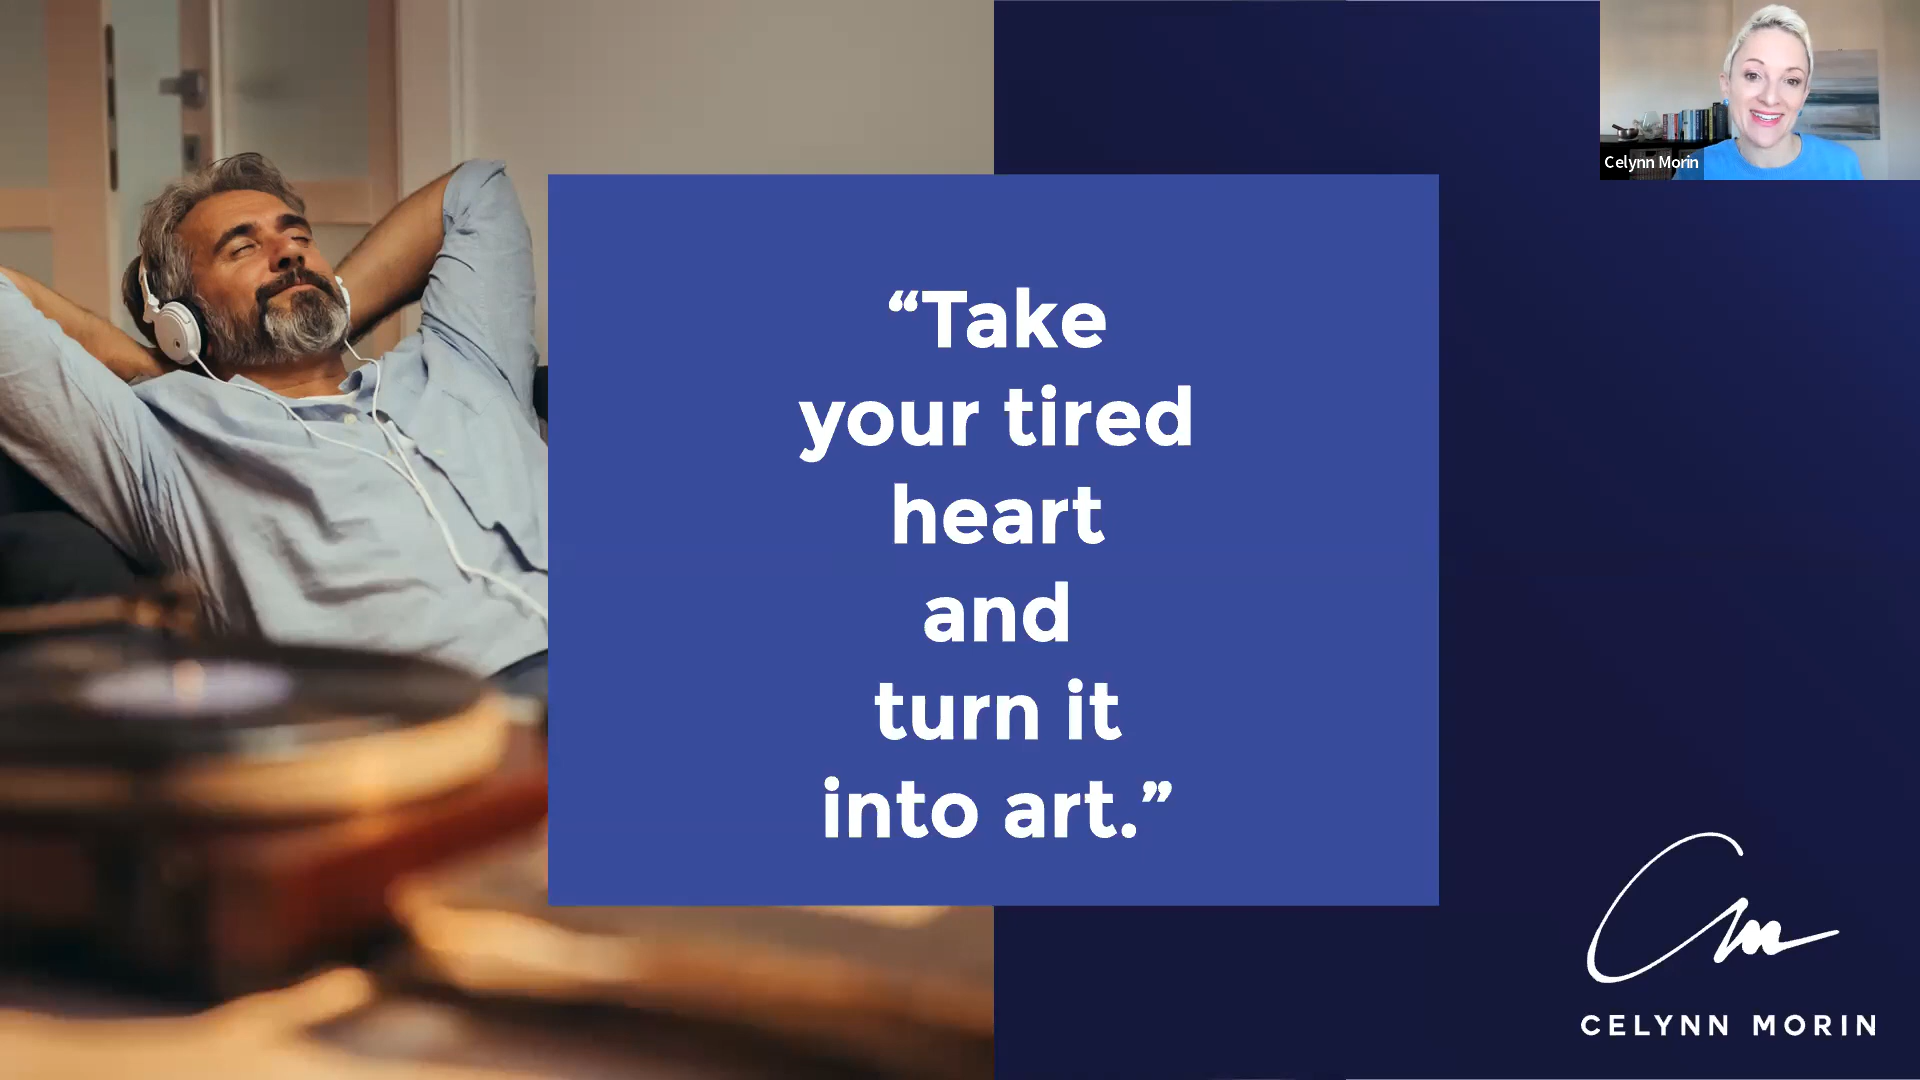 Celynn Morin
“Take
your tired
heart
and
turn it
into art.”
CELYNN MORIN